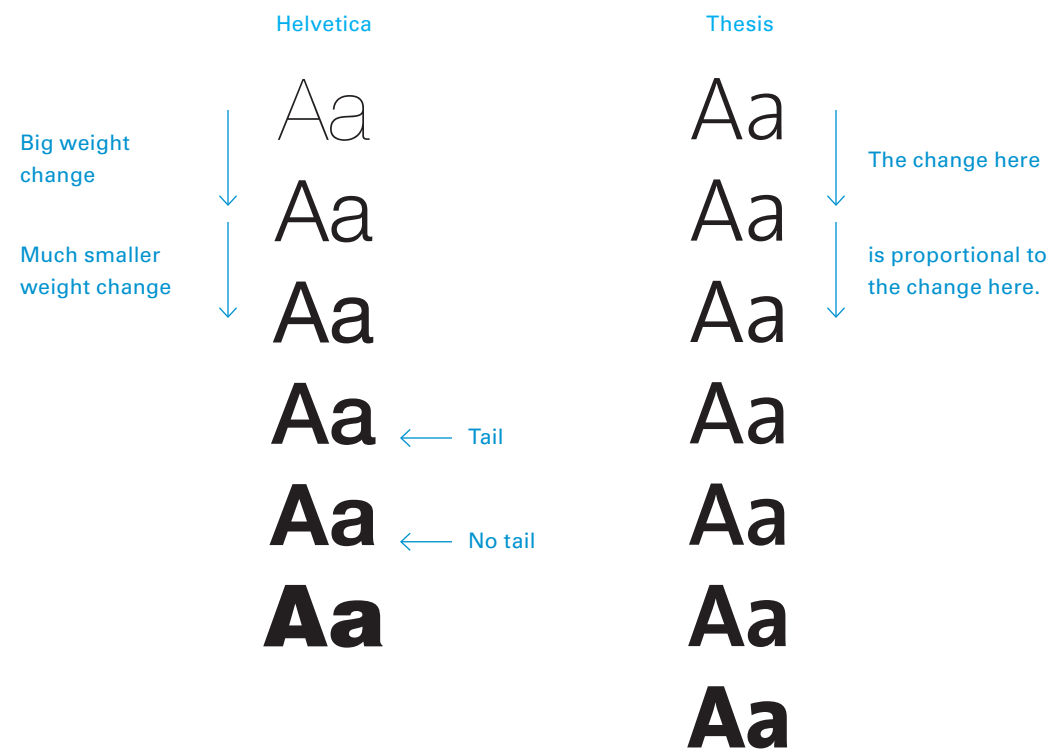 Helvetica
Thesis
Aa
Aa
Big weight
change
The change here
Aa
Aa
Much smaller
weight change
is proportional to
the change here.
Aa
Aa
Aa
Aa
Tail
Aa
Aa
No tail
Aa
Aa
Aa